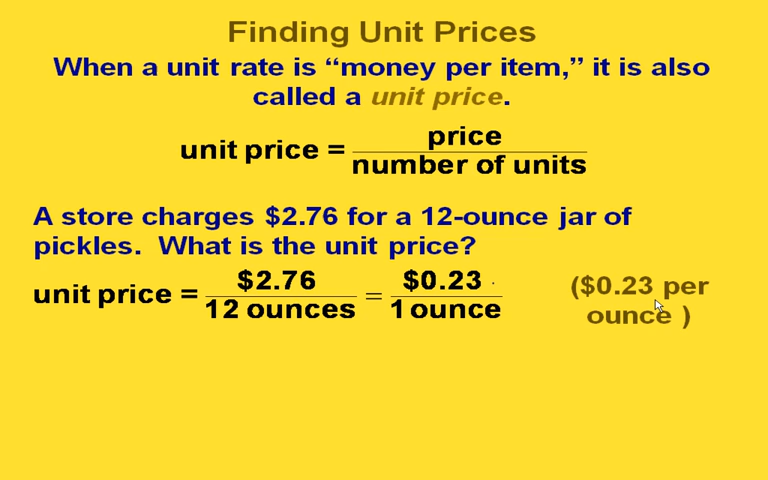 Finding Unit Prices
When a unit rate is “money per item,” it is also
called a unit price.
unit price = price / number of units
A store charges $2.76 for a 12-ounce jar of
pickles. What is the unit price?
unit price = $2.76 / 12 ounces = $0.23 / 1 ounce
($0.23 per
ounce )